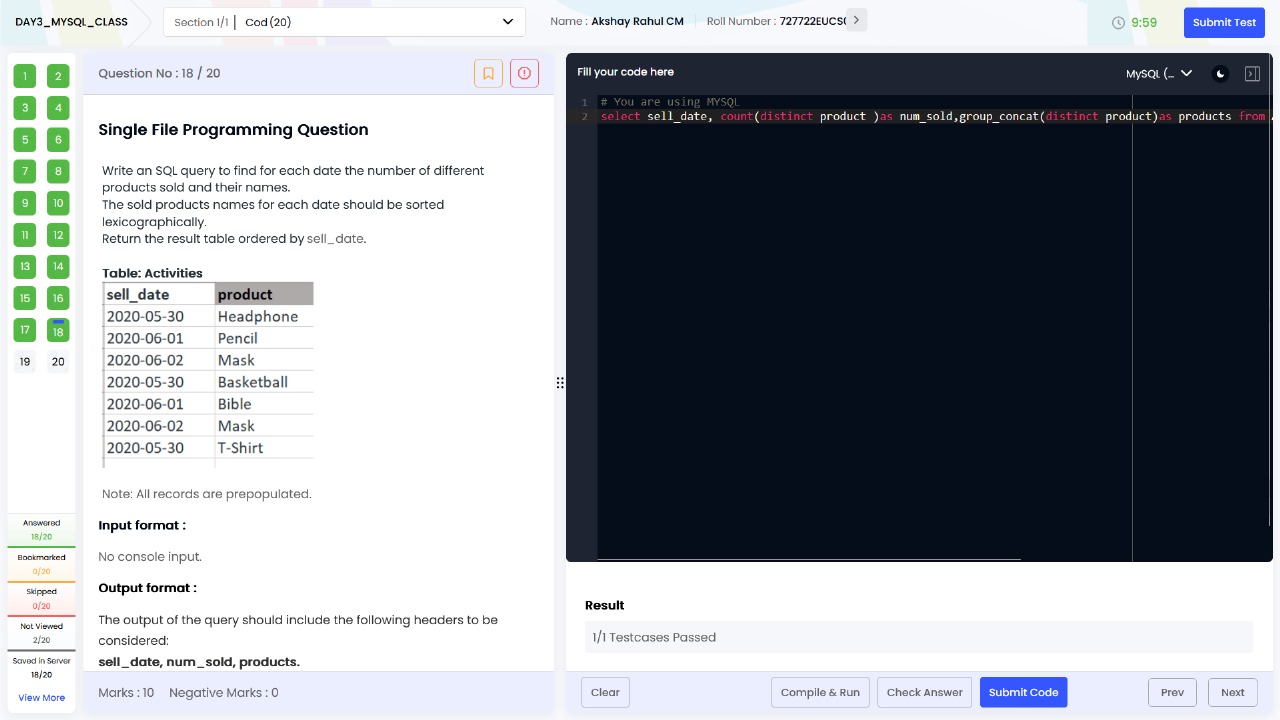 DAY3_MYSQL_CLASS
Section 1/1 | Cod (20)
Name : Akshay Rahul CM
Roll Number : 727722EUCS
9:59
Submit Test
1 2
3 4
5 6
7 8
9 10
11 12
13 14
15 16
17 18
19 20
Answered
18/20
Bookmarked
0/20
Skipped
0/20
Not Viewed
2/20
Saved in Server
18/20
View More
Question No : 18 / 20
Single File Programming Question
Write an SQL query to find for each date the number of different
products sold and their names.
The sold products names for each date should be sorted
lexicographically.
Return the result table ordered by sell_date.
Table: Activities
sell_date product
2020-05-30 Headphone
2020-06-01 Pencil
2020-06-02 Mask
2020-05-30 Basketball
2020-06-01 Bible
2020-06-02 Mask
2020-05-30 T-Shirt
Note: All records are prepopulated.
Input format :
No console input.
Output format :
The output of the query should include the following headers to be
considered:
sell_date, num_sold, products.
Marks : 10 Negative Marks : 0
Fill your code here
MySQL (...
1 # You are using MYSQL
2 select sell_date, count(distinct product )as num_sold,group_concat(distinct product)as products from
Result
1/1 Testcases Passed
Clear
Compile & Run
Check Answer
Submit Code
Prev
Next